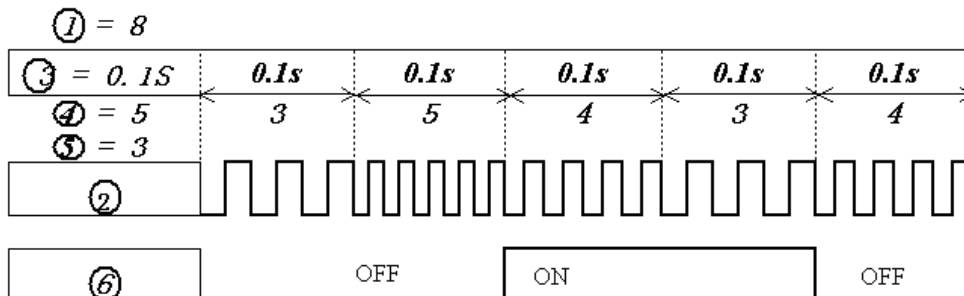 ① = 8
③ = 0.1S 0.1s 0.1s 0.1s 0.1s 0.1s
④ = 5 3 5 4 3 4
⑤ = 3
②
⑥ OFF ON OFF